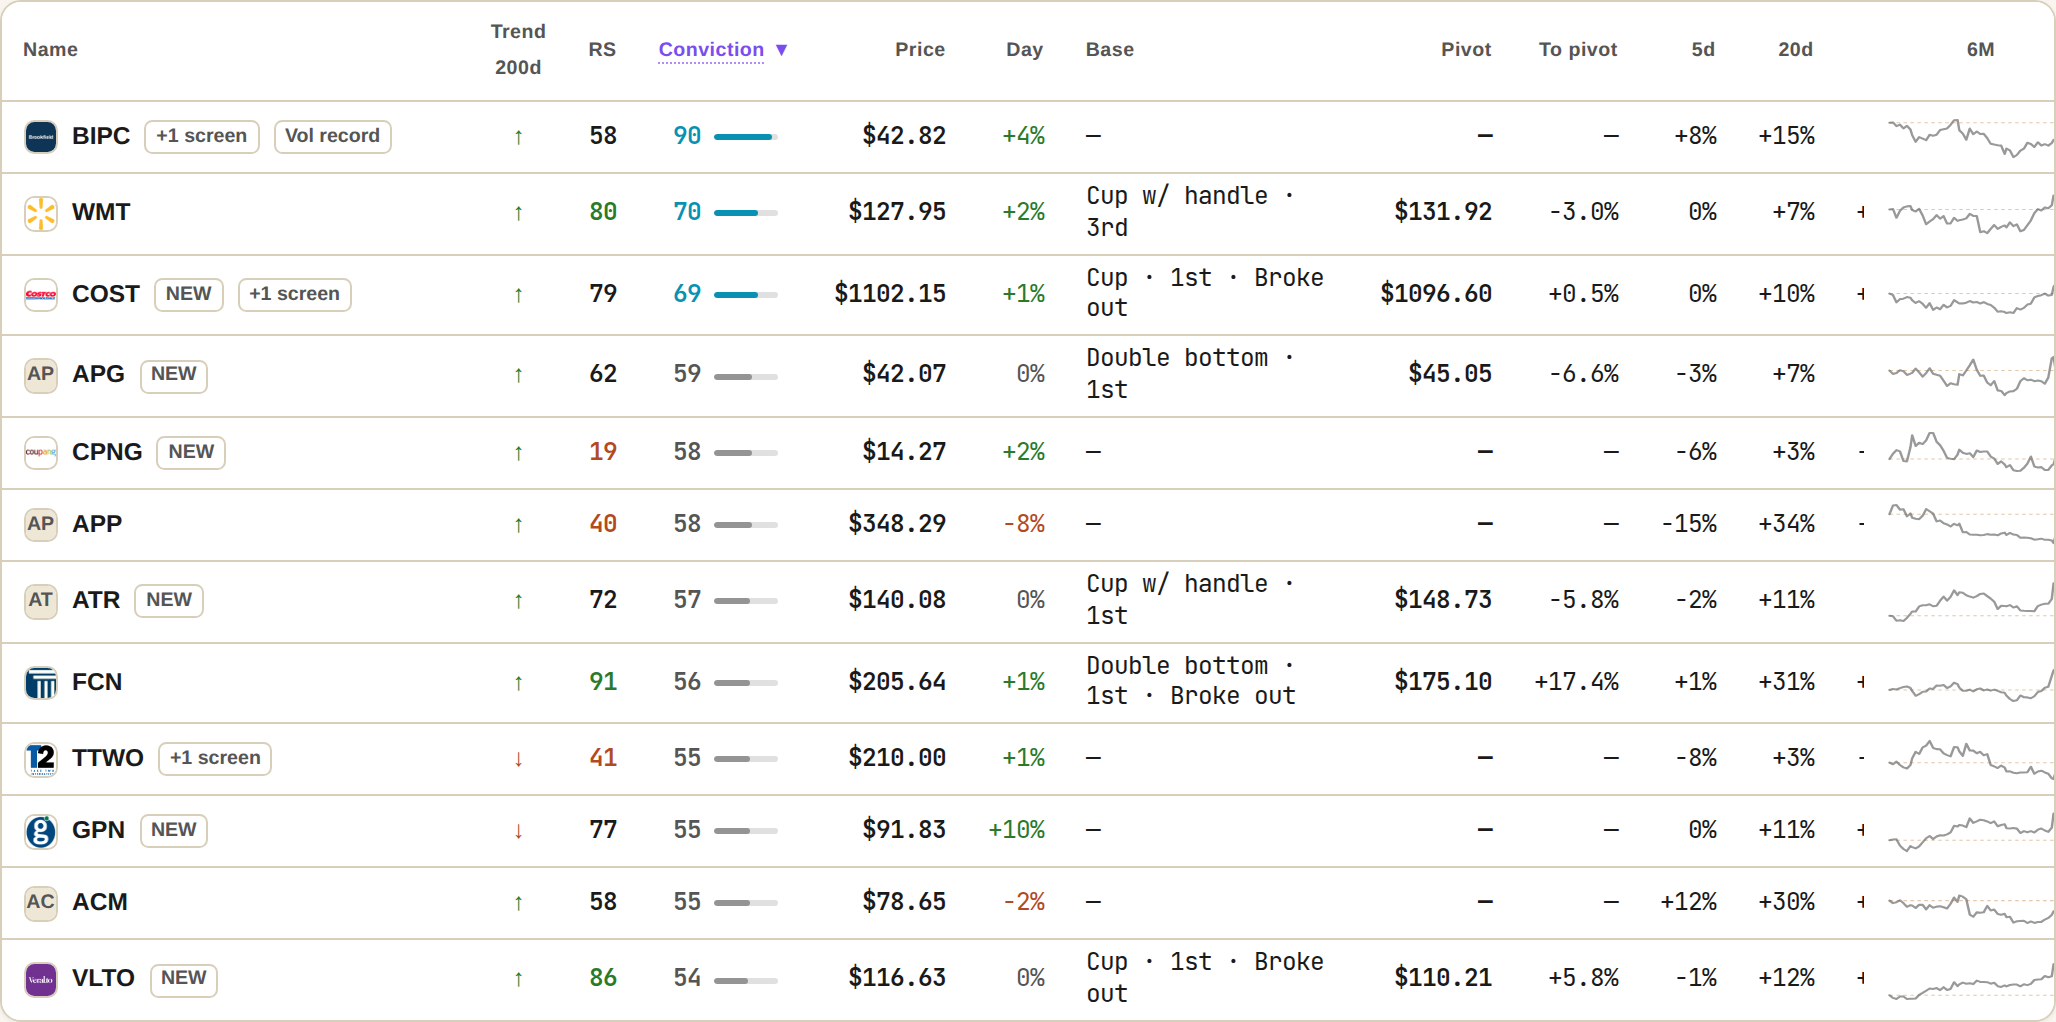 Name Trend 200d RS Conviction ▼ Price Day Base Pivot To pivot 5d 20d 6M
Brookfield BIPC +1 screen Vol record ↑ 58 90 $42.82 +4% — — — +8% +15%
WMT ↑ 80 70 $127.95 +2% Cup w/ handle · 3rd $131.92 -3.0% 0% +7% +
COSTCO COST NEW +1 screen ↑ 79 69 $1102.15 +1% Cup · 1st · Broke out $1096.60 +0.5% 0% +10% +
AP APG NEW ↑ 62 59 $42.07 0% Double bottom · 1st $45.05 -6.6% -3% +7%
coupang CPNG NEW ↑ 19 58 $14.27 +2% — — — -6% +3% -
AP APP ↑ 40 58 $348.29 -8% — — — -15% +34% -
AT ATR NEW ↑ 72 57 $140.08 0% Cup w/ handle · 1st $148.73 -5.8% -2% +11%
FCN ↑ 91 56 $205.64 +1% Double bottom · 1st · Broke out $175.10 +17.4% +1% +31% +
T2 TTWO +1 screen ↓ 41 55 $210.00 +1% — — — -8% +3% -
g GPN NEW ↓ 77 55 $91.83 +10% — — — 0% +11% +
AC ACM ↑ 58 55 $78.65 -2% — — — +12% +30% +
Veralto VLTO NEW ↑ 86 54 $116.63 0% Cup · 1st · Broke out $110.21 +5.8% -1% +12% +